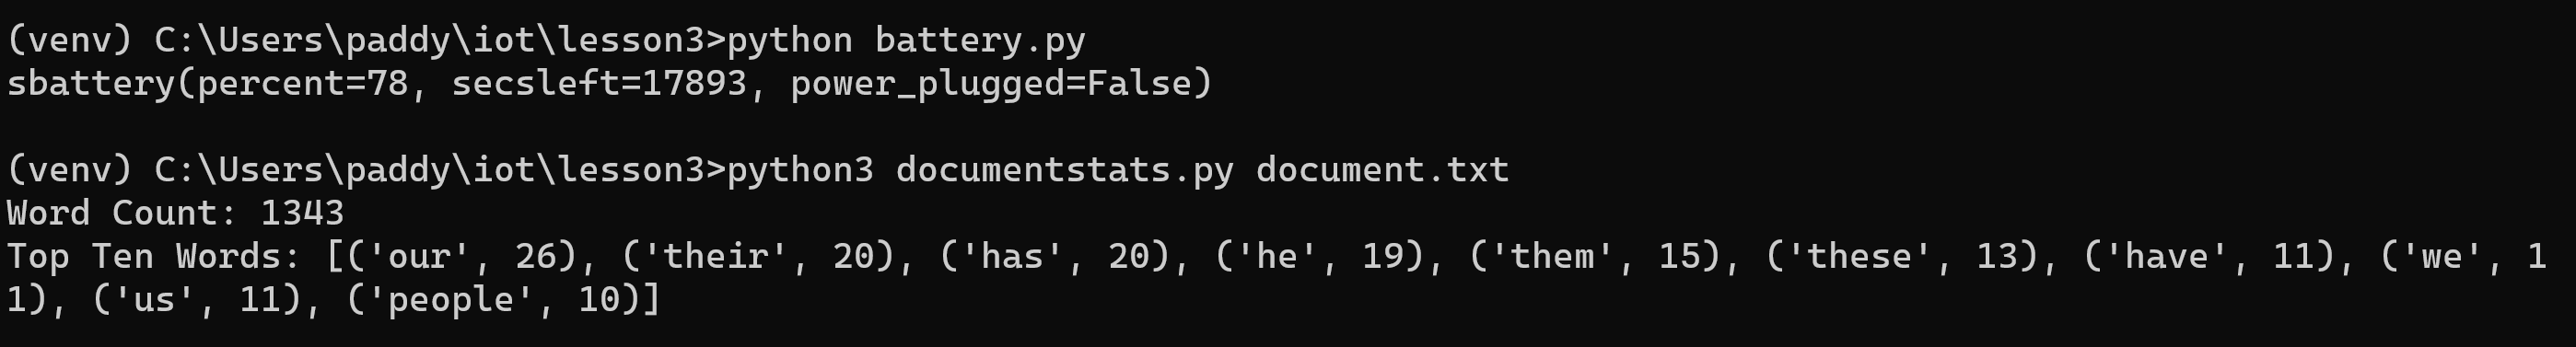 (venv) C:\Users\paddy\iot\lesson3>python battery.py
sbattery(percent=78, secsleft=17893, power_plugged=False)
(venv) C:\Users\paddy\iot\lesson3>python3 documentstats.py document.txt
Word Count: 1343
Top Ten Words: [('our', 26), ('their', 20), ('has', 20), ('he', 19), ('them', 15), ('these', 13), ('have', 11), ('we', 1
1), ('us', 11), ('people', 10)]